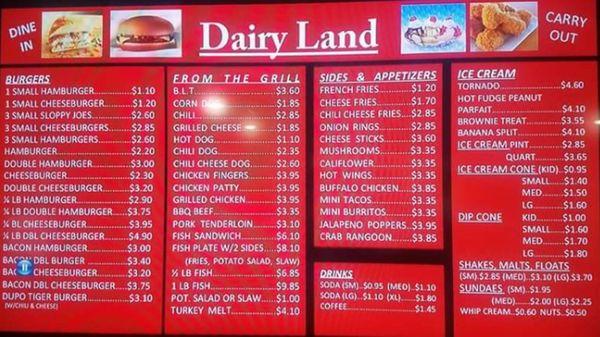 DINE
IN
Dairy Land
CARRY
OUT
BURGERS
1 SMALL HAMBURGER.....$1.10
1 SMALL CHEESEBURGER.....$1.20
3 SMALL SLOPPY JOES.....$2.60
3 SMALL CHEESEBURGERS.....$2.85
3 SMALL HAMBURGERS.....$2.60
HAMBURGER.....$2.20
DOUBLE HAMBURGER.....$3.00
CHEESEBURGER.....$2.30
DOUBLE CHEESEBURGER.....$3.20
¼ LB HAMBURGER.....$2.90
¼ LB DOUBLE HAMBURGER.....$3.75
¼ BL CHEESEBURGER.....$3.95
¼ LB DBL CHEESEBURGER.....$4.90
BACON HAMBURGER.....$3.00
BACON DBL BURGER.....$3.40
CHEESEBURGER.....$3.20
BACON DBL CHEESEBURGER.....$3.75
DUPO TIGER BURGER.....$3.10
(W/CHIU & CHEESE)
FROM THE GRILL
B.L.T.....$3.60
CORN.....$1.85
CHILI.....$2.85
GRILLED CHEESE.....$1.85
HOT DOG.....$1.10
CHILI DOG.....$2.35
CHILI CHEESE DOG.....$2.60
CHICKEN FINGERS.....$3.95
CHICKEN PATTY.....$3.95
GRILLED CHICKEN.....$3.95
BBQ BEEF.....$3.35
PORK TENDERLOIN.....$3.10
FISH SANDWICH.....$6.10
FISH PLATE W/2 SIDES.....$8.10
(FRIES, POTATO SALAD, SLAW)
½ LB FISH.....$6.85
1 LB FISH.....$9.85
POT. SALAD OR SLAW.....$1.00
TURKEY MELT.....$4.10
SIDES & APPETIZERS
FRENCH FRIES.....$1.20
CHEESE FRIES.....$1.70
CHILI CHEESE FRIES.....$2.85
ONION RINGS.....$2.85
CHEESE STICKS.....$3.60
MUSHROOMS.....$3.35
CALIFLOWER.....$3.35
HOT WINGS.....$3.35
BUFFALO CHICKEN.....$3.85
MINI TACOS.....$3.35
MINI BURRITOS.....$3.35
JALAPENO POPPERS..$3.95
CRAB RANGOON.....$3.85
DRINKS
SODA (SM)..$0.95 (MED)..$1.10
SODA (LG)..$1.10 (XL).....$1.80
COFFEE.....$1.45
ICE CREAM
TORNADO.....$4.60
HOT FUDGE PEANUT
PARFAIT.....$4.10
BROWNIE TREAT.....$3.55
BANANA SPLIT.....$4.10
ICE CREAM PINT.....$2.85
QUART.....$3.65
ICE CREAM CONE (KID)..$0.95
SMALL.....$1.40
MED.....$1.50
LG.....$1.60
DIP CONE KID.....$1.00
SMALL.....$1.60
MED.....$1.70
LG.....$1.80
SHAKES, MALTS, FLOATS
(SM).$2.85 (MED).$3.10 (LG)$3.70
SUNDAES (SM)..$1.95
(MED).....$2.00 (LG).$2.25
WHIP CREAM..$0.60 NUTS..$0.50